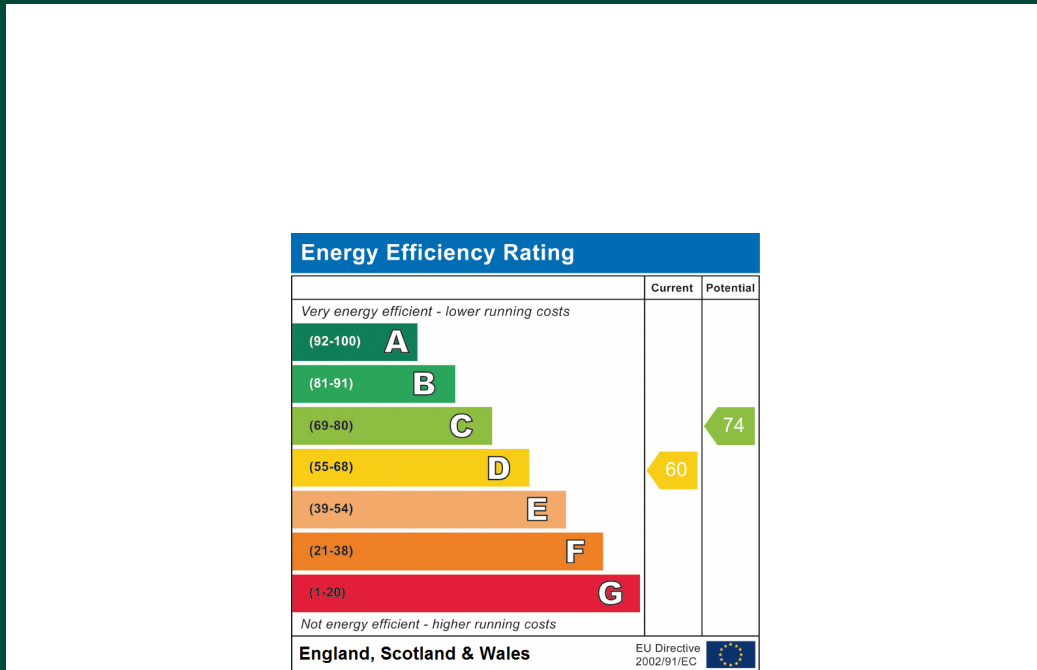 Energy Efficiency Rating
Current Potential
Very energy efficient - lower running costs
(92-100) A
(81-91) B
(69-80) C
74
(55-68) D
60
(39-54) E
(21-38) F
(1-20) G
Not energy efficient - higher running costs
England, Scotland & Wales
EU Directive
2002/91/EC